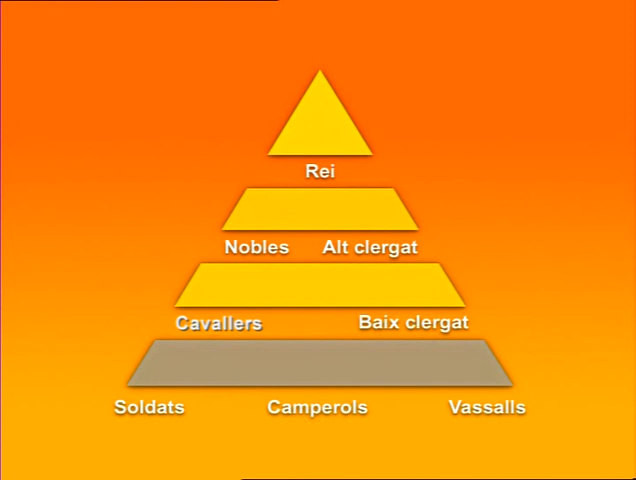 Rei
Nobles Alt clergat
Cavallers Baix clergat
Soldats Camperols Vassalls